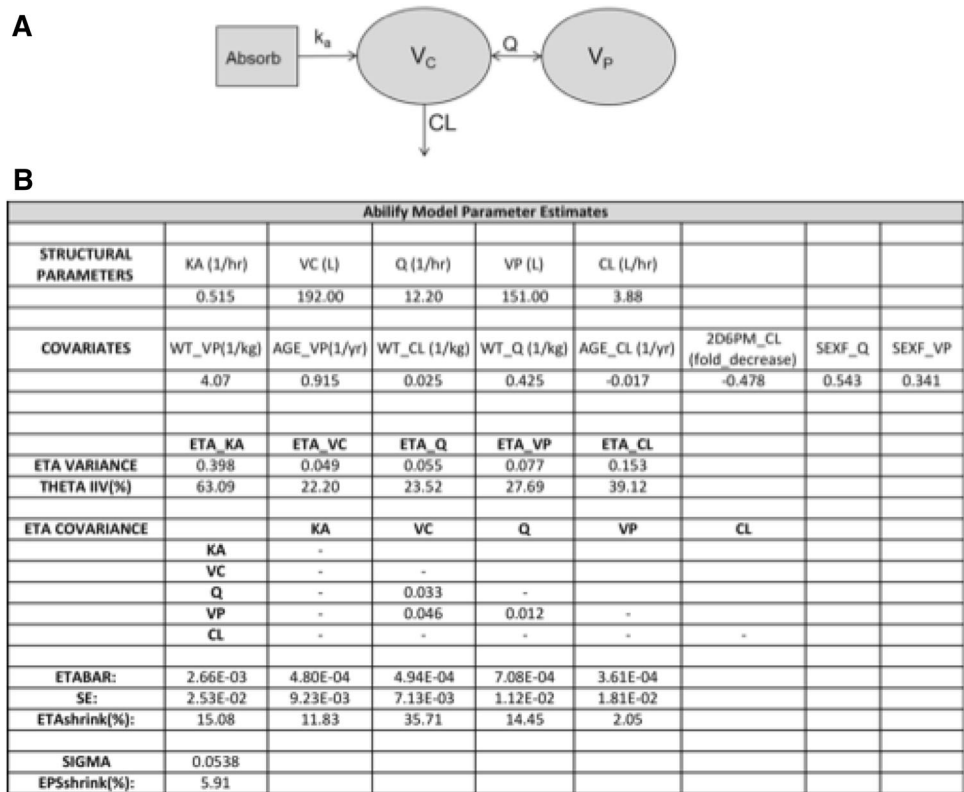 A
Absorb
ka
VC
Q
VP
CL
B
Abilify Model Parameter Estimates
STRUCTURAL PARAMETERS KA (1/hr) VC (L) Q (1/hr) VP (L) CL (L/hr)
0.515 192.00 12.20 151.00 3.88
COVARIATES WT_VP(1/kg) AGE_VP(1/yr) WT_CL (1/kg) WT_Q (1/kg) AGE_CL (1/yr) 2D6PM_CL (fold_decrease) SEXF_Q SEXF_VP
4.07 0.915 0.025 0.425 -0.017 -0.478 0.543 0.341
ETA_KA ETA_VC ETA_Q ETA_VP ETA_CL
ETA VARIANCE 0.398 0.049 0.055 0.077 0.153
THETA IIV(%) 63.09 22.20 23.52 27.69 39.12
ETA COVARIANCE KA VC Q VP CL
KA -
VC - -
Q - 0.033 -
VP - 0.046 0.012 -
CL - - - - -
ETABAR: 2.66E-03 4.80E-04 4.94E-04 7.08E-04 3.61E-04
SE: 2.53E-02 9.23E-03 7.13E-03 1.12E-02 1.81E-02
ETAshrink(%): 15.08 11.83 35.71 14.45 2.05
SIGMA 0.0538
EPSshrink(%): 5.91